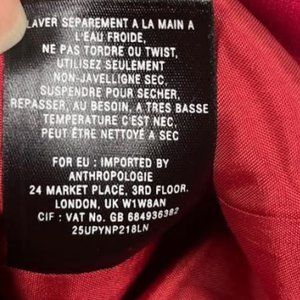 LAVER SEPAREMENT A LA MAIN A
L'EAU FROIDE,
NE PAS TORDRE OU TWIST,
UTILISEZ SEULEMENT
NON-JAVELLIGNE SEC,
SUSPENDRE POUR SECHER,
REPASSER, AU BESOIN, A TRES BASSE
TEMPERATURE C'EST NEC,
PEUT ÊTRE NETTOYÉ A SEC
FOR EU : IMPORTED BY
ANTHROPOLOGIE
24 MARKET PLACE, 3RD FLOOR.
LONDON, UK W1W8AN
CIF : VAT No. GB 684936382
25UPYNP218LN